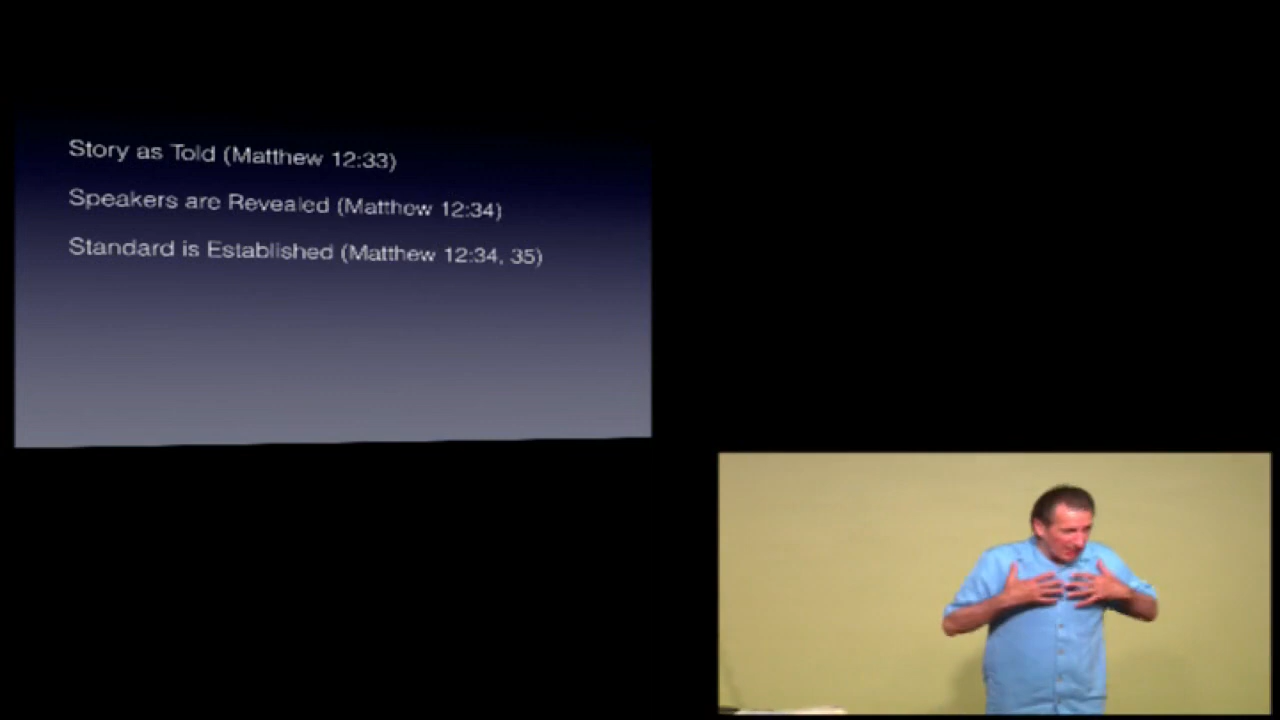 Story as Told (Matthew 12:33)
Speakers are Revealed (Matthew 12:34)
Standard is Established (Matthew 12:34, 35)